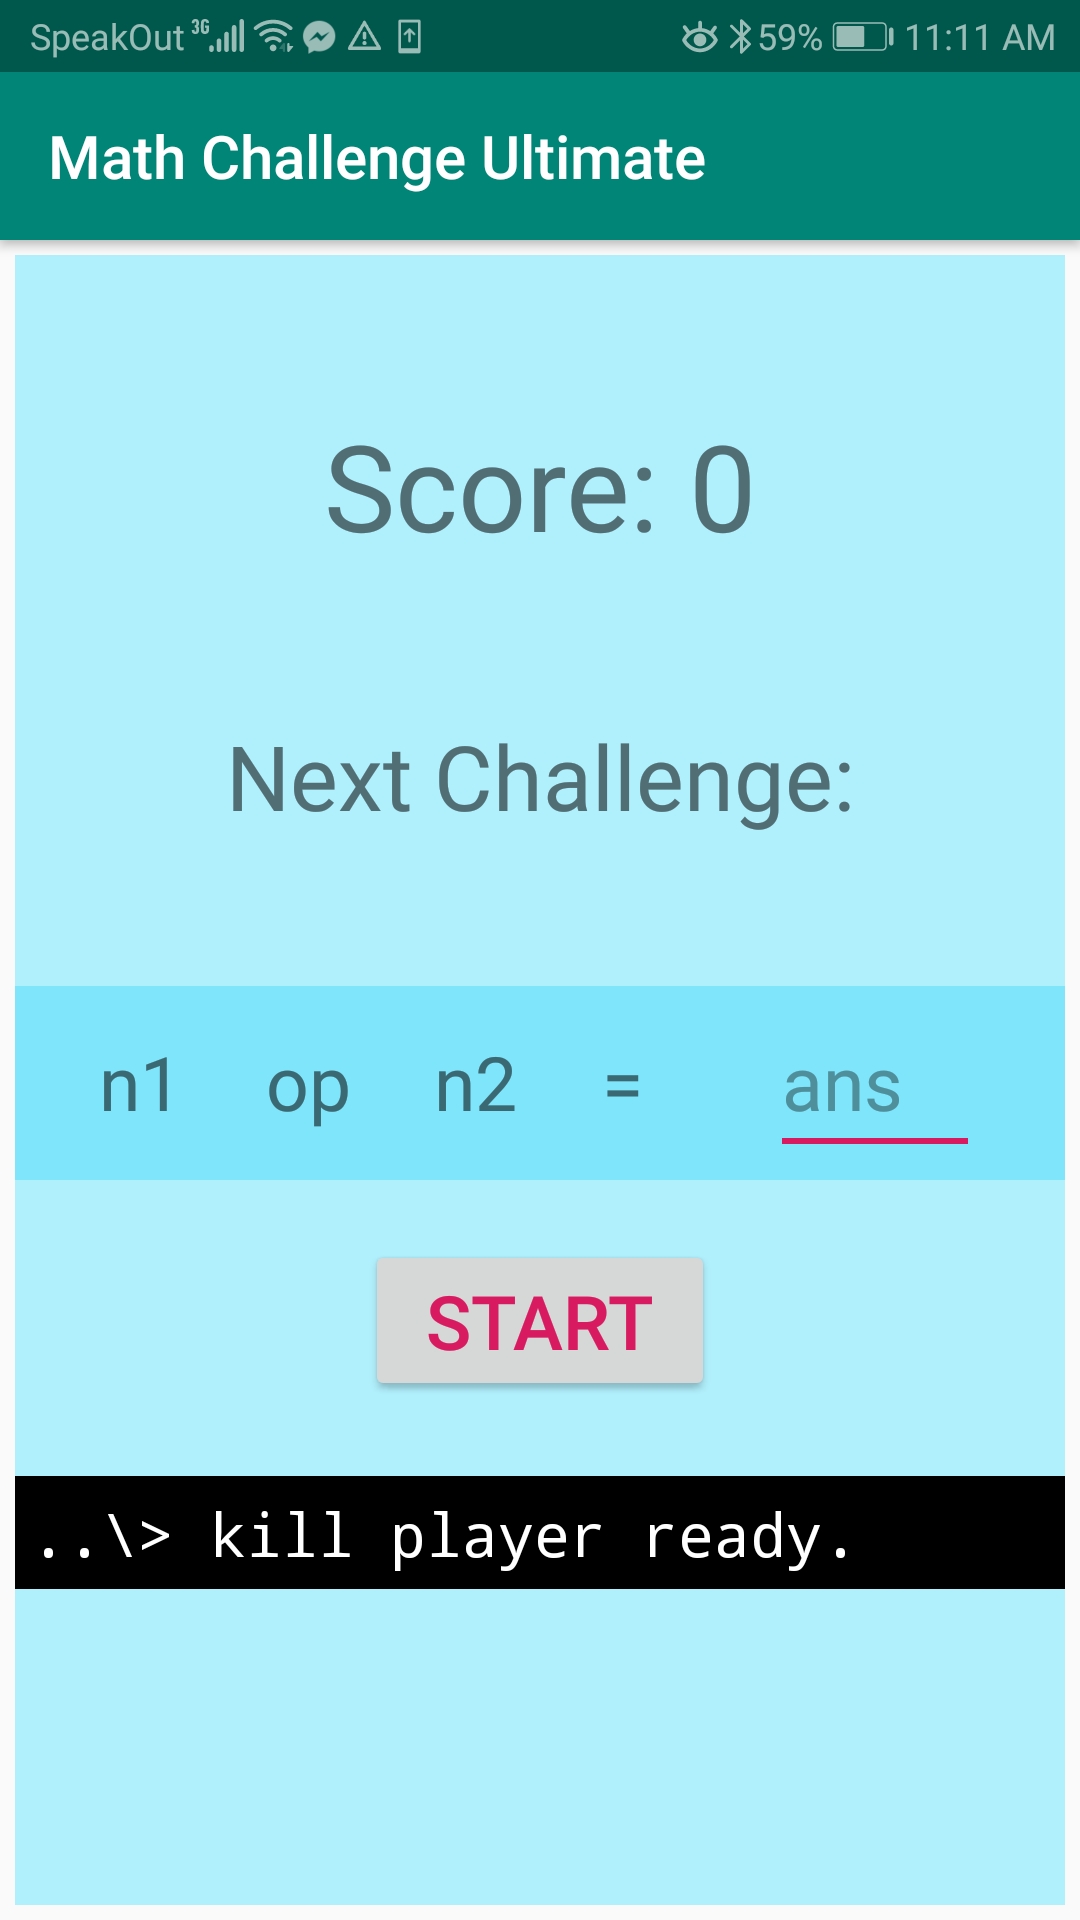 SpeakOut 3G 59% 11:11 AM
Math Challenge Ultimate
Score: 0
Next Challenge:
n1 op n2 = ans
START
..\> kill player ready.